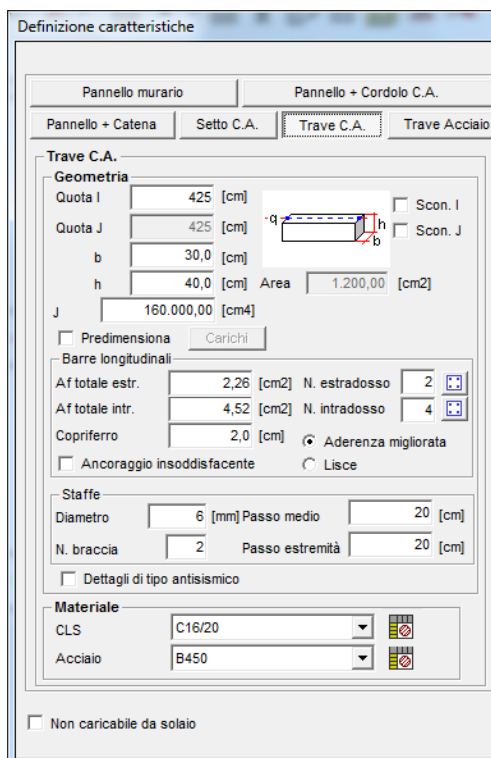 Definizione caratteristiche
Pannello murario Pannello + Cordolo C.A.
Pannello + Catena Setto C.A. Trave C.A. Trave Acciaio
Trave C.A.
Geometria
Quota I 425 [cm] Scon. I
Quota J 425 [cm] Scon. J
q h b
b 30,0 [cm]
h 40,0 [cm] Area 1.200,00 [cm2]
J 160.000,00 [cm4]
Predimensiona Carichi
Barre longitudinali
Af totale estr. 2,26 [cm2] N. estradosso 2
Af totale intr. 4,52 [cm2] N. intradosso 4
Copriferro 2,0 [cm] Aderenza migliorata
Ancoraggio insoddisfacente Lisce
Staffe
Diametro 6 [mm] Passo medio 20 [cm]
N. braccia 2 Passo estremità 20 [cm]
Dettagli di tipo antisismico
Materiale
CLS C16/20
Acciaio B450
Non caricabile da solaio